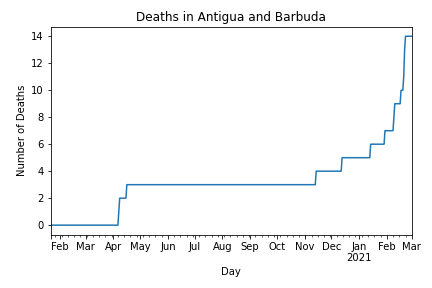 Deaths in Antigua and Barbuda
Number of Deaths
14
12
10
8
6
4
2
0
Feb Mar Apr May Jun Jul Aug Sep Oct Nov Dec Jan Feb Mar
2021
Day